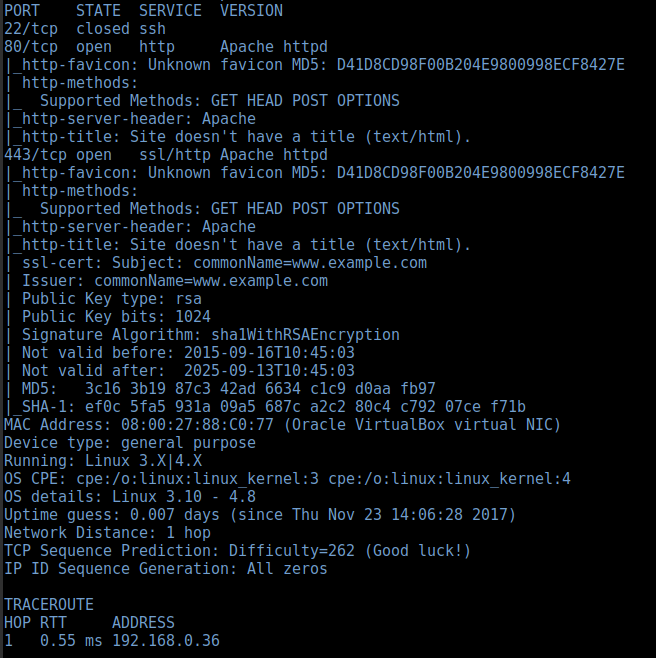 PORT    STATE  SERVICE  VERSION
22/tcp  closed ssh
80/tcp  open   http     Apache httpd
|_http-favicon: Unknown favicon MD5: D41D8CD98F00B204E9800998ECF8427E
| http-methods:
|_  Supported Methods: GET HEAD POST OPTIONS
|_http-server-header: Apache
|_http-title: Site doesn't have a title (text/html).
443/tcp open   ssl/http Apache httpd
|_http-favicon: Unknown favicon MD5: D41D8CD98F00B204E9800998ECF8427E
| http-methods:
|_  Supported Methods: GET HEAD POST OPTIONS
|_http-server-header: Apache
|_http-title: Site doesn't have a title (text/html).
| ssl-cert: Subject: commonName=www.example.com
| Issuer: commonName=www.example.com
| Public Key type: rsa
| Public Key bits: 1024
| Signature Algorithm: sha1WithRSAEncryption
| Not valid before: 2015-09-16T10:45:03
| Not valid after:  2025-09-13T10:45:03
| MD5:   3c16 3b19 87c3 42ad 6634 c1c9 d0aa fb97
|_SHA-1: ef0c 5fa5 931a 09a5 687c a2c2 80c4 c792 07ce f71b
MAC Address: 08:00:27:88:C0:77 (Oracle VirtualBox virtual NIC)
Device type: general purpose
Running: Linux 3.X|4.X
OS CPE: cpe:/o:linux:linux_kernel:3 cpe:/o:linux:linux_kernel:4
OS details: Linux 3.10 - 4.8
Uptime guess: 0.007 days (since Thu Nov 23 14:06:28 2017)
Network Distance: 1 hop
TCP Sequence Prediction: Difficulty=262 (Good luck!)
IP ID Sequence Generation: All zeros

TRACEROUTE
HOP RTT     ADDRESS
1   0.55 ms 192.168.0.36